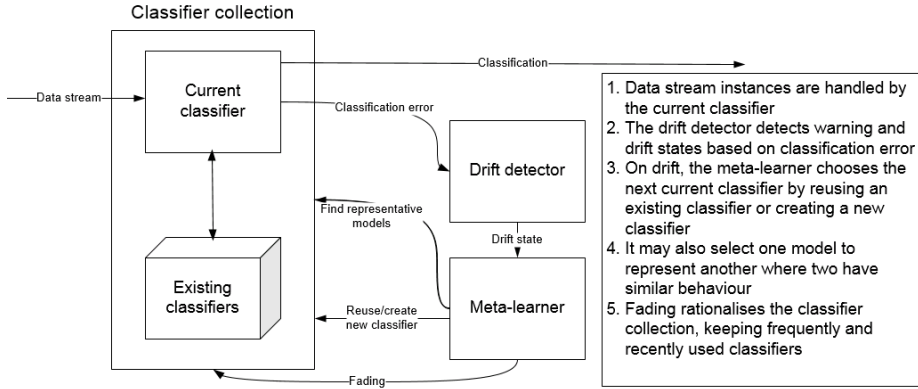 Classifier collection
Current
classifier
Data stream
Classification
Classification error
Drift detector
Drift state
Find representative
models
Existing
classifiers
Meta-learner
Reuse/create
new classifier
Fading
1. Data stream instances are handled by
the current classifier
2. The drift detector detects warning and
drift states based on classification error
3. On drift, the meta-learner chooses the
next current classifier by reusing an
existing classifier or creating a new
classifier
4. It may also select one model to
represent another where two have
similar behaviour
5. Fading rationalises the classifier
collection, keeping frequently and
recently used classifiers